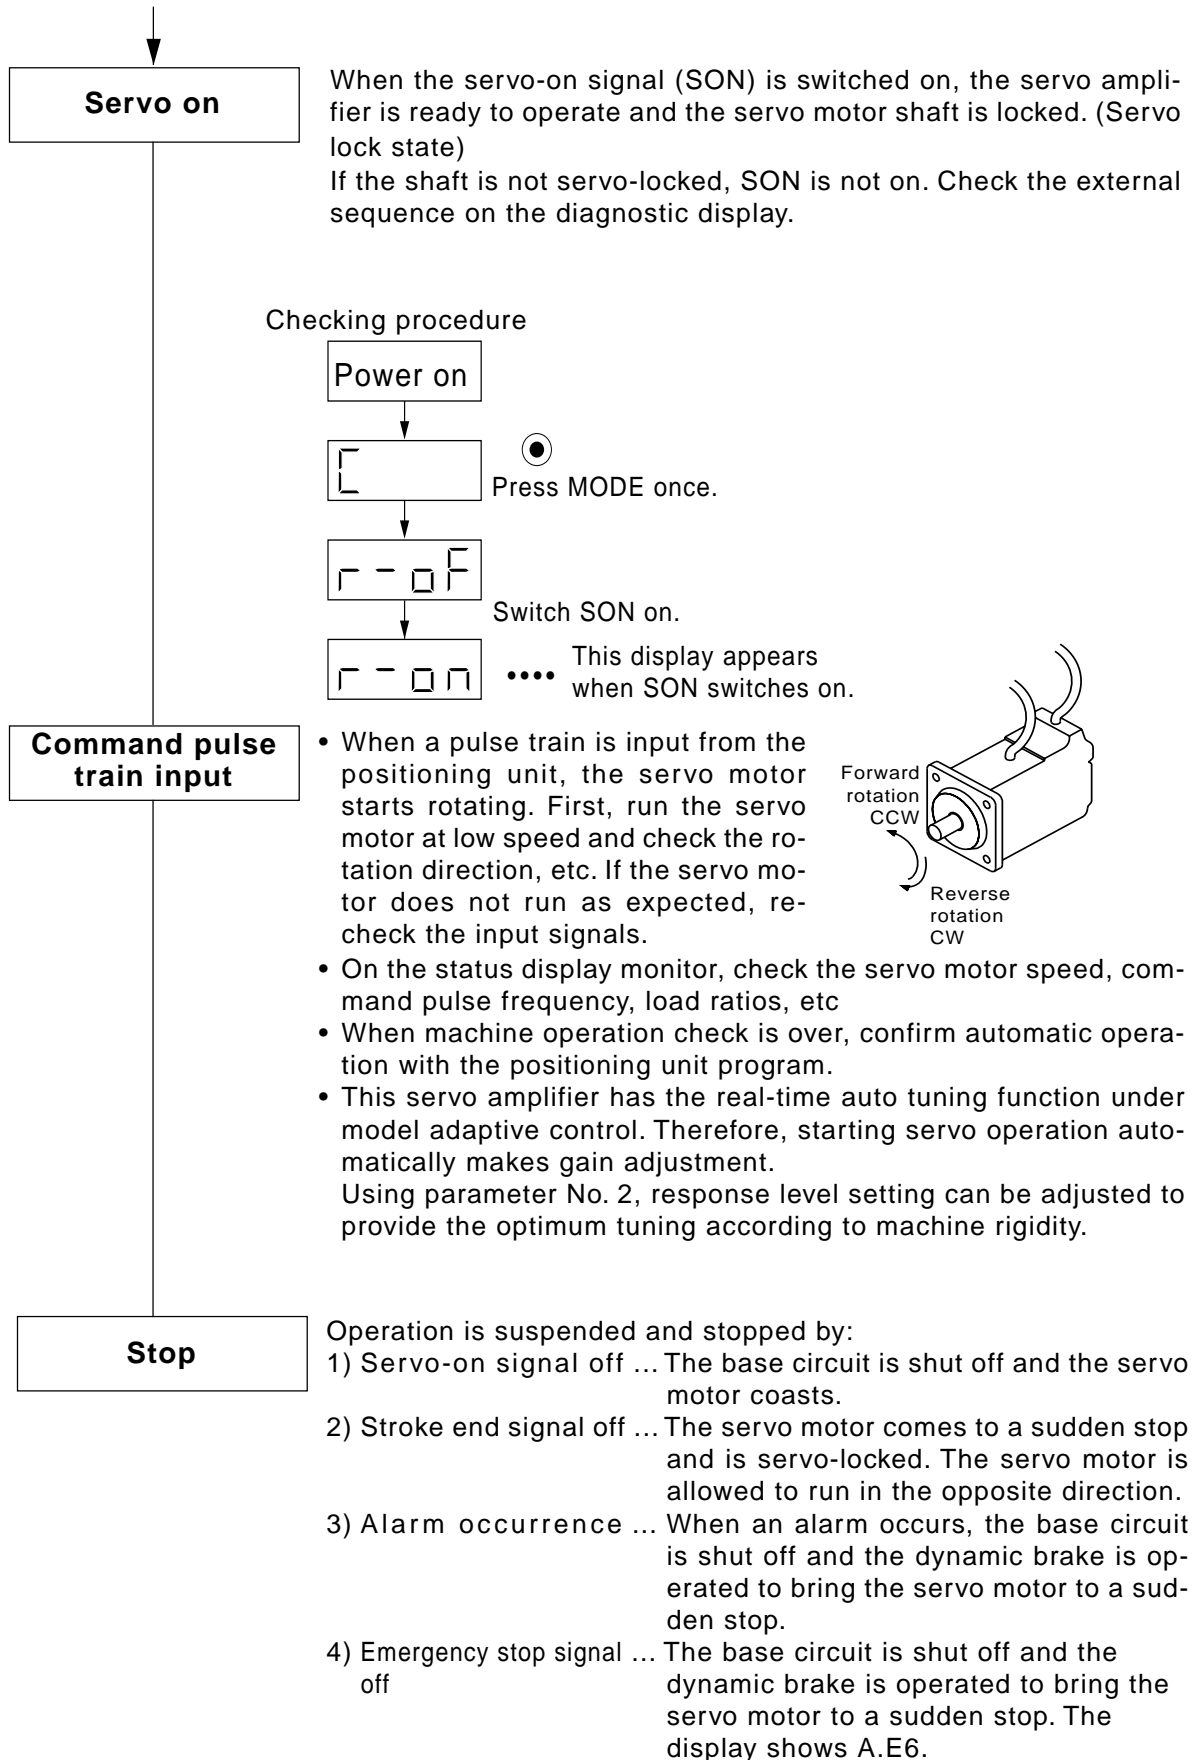 Servo on
When the servo-on signal (SON) is switched on, the servo ampli-
fier is ready to operate and the servo motor shaft is locked. (Servo
lock state)
If the shaft is not servo-locked, SON is not on. Check the external
sequence on the diagnostic display.
Checking procedure
Power on
C
Press MODE once.
r-oF
Switch SON on.
r-on •••• This display appears
when SON switches on.
Command pulse
train input
• When a pulse train is input from the
positioning unit, the servo motor
starts rotating. First, run the servo
motor at low speed and check the ro-
tation direction, etc. If the servo mo-
tor does not run as expected, re-
check the input signals.
Forward
rotation
CCW
Reverse
rotation
CW
• On the status display monitor, check the servo motor speed, com-
mand pulse frequency, load ratios, etc
• When machine operation check is over, confirm automatic opera-
tion with the positioning unit program.
• This servo amplifier has the real-time auto tuning function under
model adaptive control. Therefore, starting servo operation auto-
matically makes gain adjustment.
Using parameter No. 2, response level setting can be adjusted to
provide the optimum tuning according to machine rigidity.
Stop
Operation is suspended and stopped by:
1) Servo-on signal off ... The base circuit is shut off and the servo
motor coasts.
2) Stroke end signal off ... The servo motor comes to a sudden stop
and is servo-locked. The servo motor is
allowed to run in the opposite direction.
3) Alarm occurrence ... When an alarm occurs, the base circuit
is shut off and the dynamic brake is op-
erated to bring the servo motor to a sud-
den stop.
4) Emergency stop signal ... The base circuit is shut off and the
off dynamic brake is operated to bring the
servo motor to a sudden stop. The
display shows A.E6.